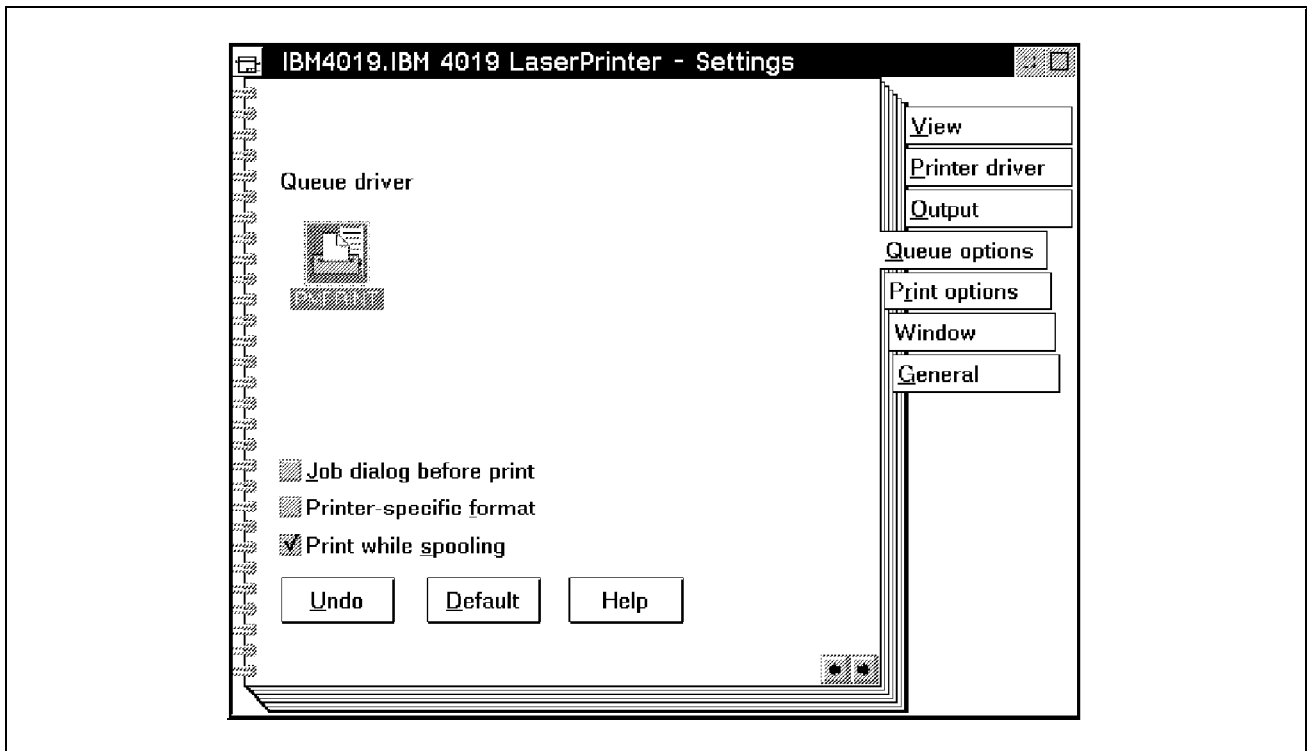 IBM4019.IBM 4019 LaserPrinter - Settings
View
Printer driver
Output
Queue options
Print options
Window
General
Queue driver
Job dialog before print
Printer-specific format
Print while spooling
Undo
Default
Help